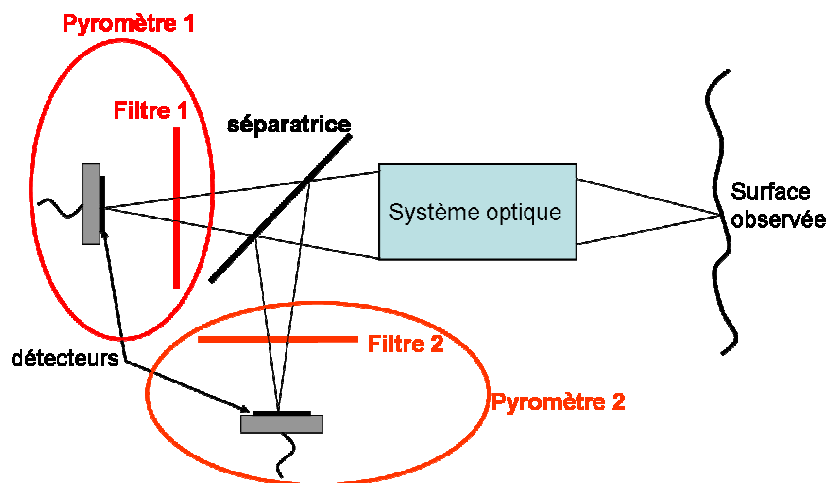 Pyromètre 1
Filtre 1
séparatrice
Système optique
Surface
observée
détecteurs
Filtre 2
Pyromètre 2